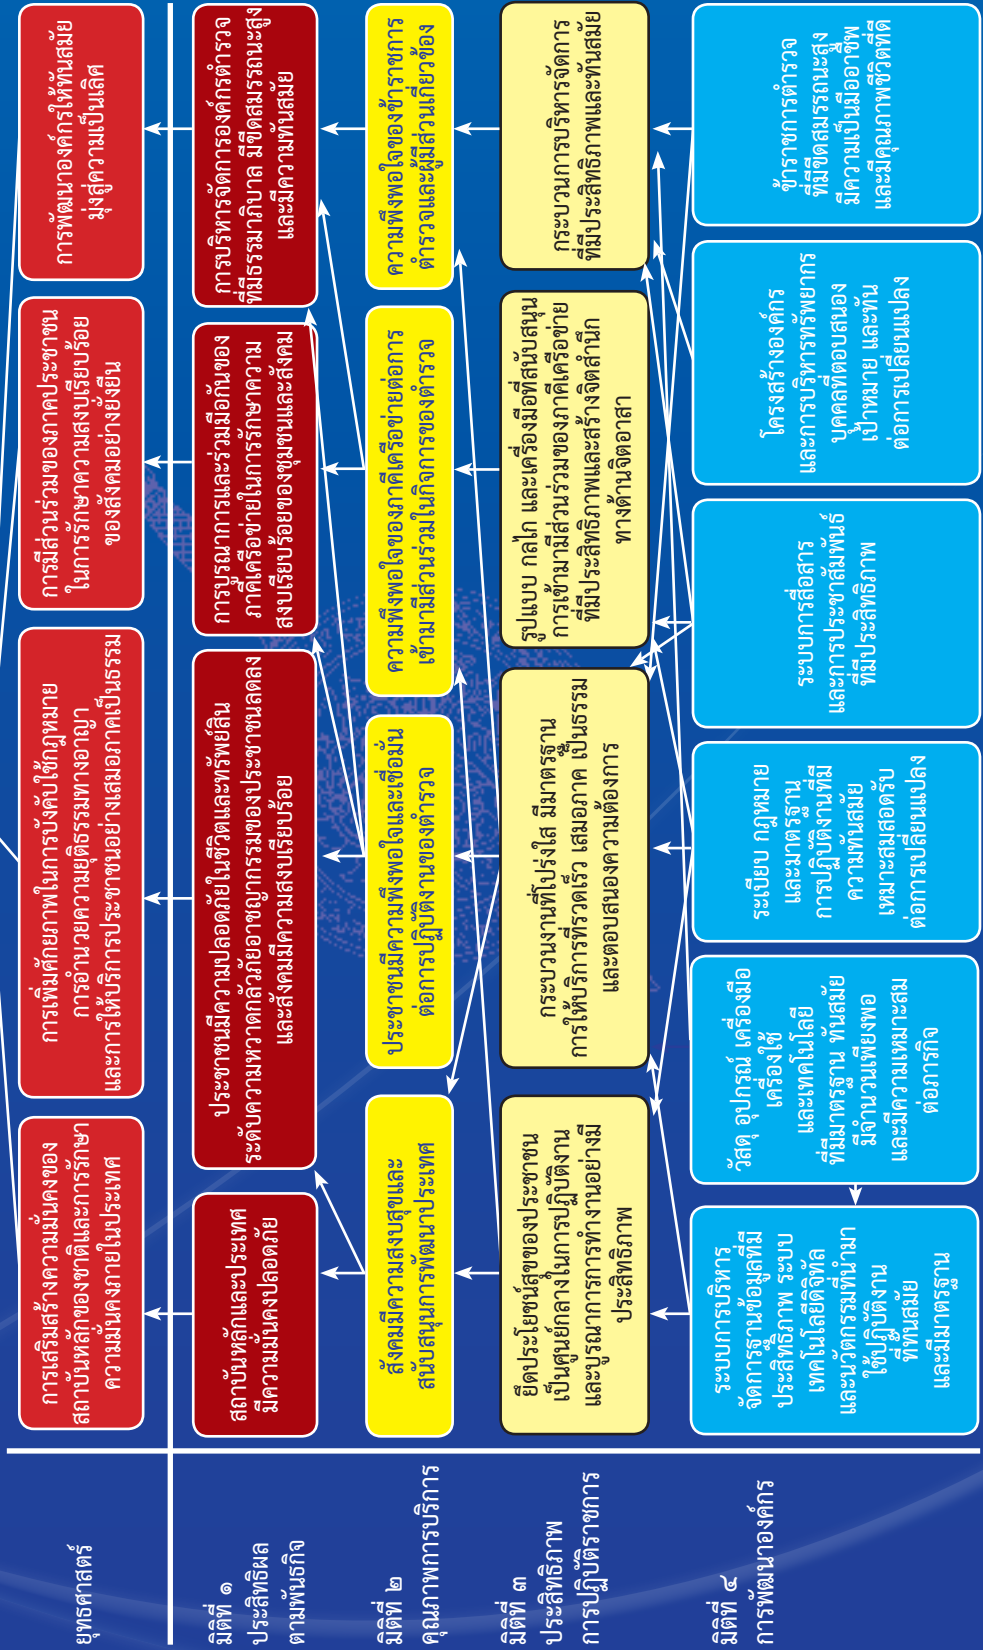 ยุทธศาสตร์
การเสริมสร้างความมั่นคงของ
สถาบันหลักของชาติและการรักษา
ความมั่นคงภายในประเทศ
การเพิ่มศักยภาพในการบังคับใช้กฎหมาย
การอำนวยความยุติธรรมทางอาญา
และการให้บริการประชาชนอย่างเสมอภาคเป็นธรรม
การมีส่วนร่วมของภาคประชาชน
ในการรักษาความสงบเรียบร้อย
ของสังคมอย่างยั่งยืน
การพัฒนาองค์กรให้ทันสมัย
มุ่งสู่ความเป็นเลิศ
มิติที่ ๑
ประสิทธิผล
ตามพันธกิจ
สถาบันหลักและประเทศ
มีความมั่นคงปลอดภัย
ประชาชนมีความปลอดภัยในชีวิตและทรัพย์สิน
ระดับความหวาดกลัวภัยอาชญากรรมของประชาชนลดลง
และสังคมมีความสงบเรียบร้อย
การบูรณาการและร่วมมือกันของ
ภาคีเครือข่ายในการรักษาความ
สงบเรียบร้อยของชุมชนและสังคม
การบริหารจัดการองค์กรตำรวจ
ที่มีธรรมาภิบาล มีขีดสมรรถนะสูง
และมีความทันสมัย
มิติที่ ๒
คุณภาพการบริการ
สังคมมีความสงบสุขและ
สนับสนุนการพัฒนาประเทศ
ประชาชนมีความพึงพอใจและเชื่อมั่น
ต่อการปฏิบัติงานของตำรวจ
ความพึงพอใจของภาคีเครือข่ายต่อการ
เข้ามามีส่วนร่วมในกิจการของตำรวจ
ความพึงพอใจของข้าราชการ
ตำรวจและผู้มีส่วนเกี่ยวข้อง
มิติที่ ๓
ประสิทธิภาพ
การปฏิบัติราชการ
ยึดประโยชน์สุขของประชาชน
เป็นศูนย์กลางในการปฏิบัติงาน
และบูรณาการการทำงานอย่างมี
ประสิทธิภาพ
กระบวนงานที่โปร่งใส มีมาตรฐาน
การให้บริการที่รวดเร็ว เสมอภาค เป็นธรรม
และตอบสนองความต้องการ
รูปแบบ กลไก และเครื่องมือที่สนับสนุน
การเข้ามามีส่วนร่วมของภาคีเครือข่าย
ที่มีประสิทธิภาพและสร้างจิตสำนึก
ทางด้านจิตอาสา
กระบวนการบริหารจัดการ
ที่มีประสิทธิภาพและทันสมัย
มิติที่ ๔
การพัฒนาองค์กร
ระบบการบริหาร
จัดการฐานข้อมูลที่มี
ประสิทธิภาพ ระบบ
เทคโนโลยีดิจิทัล
และนวัตกรรมที่นำมา
ใช้ปฏิบัติงาน
ที่ทันสมัย
และมีมาตรฐาน
วัสดุ อุปกรณ์ เครื่องมือ
เครื่องใช้
และเทคโนโลยี
ที่มีมาตรฐาน ทันสมัย
มีจำนวนเพียงพอ
และมีความเหมาะสม
ต่อภารกิจ
ระเบียบ กฎหมาย
และมาตรฐาน
การปฏิบัติงานที่มี
ความทันสมัย
เหมาะสมสอดรับ
ต่อการเปลี่ยนแปลง
ระบบการสื่อสาร
และการประชาสัมพันธ์
ที่มีประสิทธิภาพ
โครงสร้างองค์กร
และการบริหารทรัพยากร
บุคคลที่ตอบสนอง
เป้าหมาย และทัน
ต่อการเปลี่ยนแปลง
ข้าราชการตำรวจ
ที่มีขีดสมรรถนะสูง
มีความเป็นมืออาชีพ
และมีคุณภาพชีวิตที่ดี